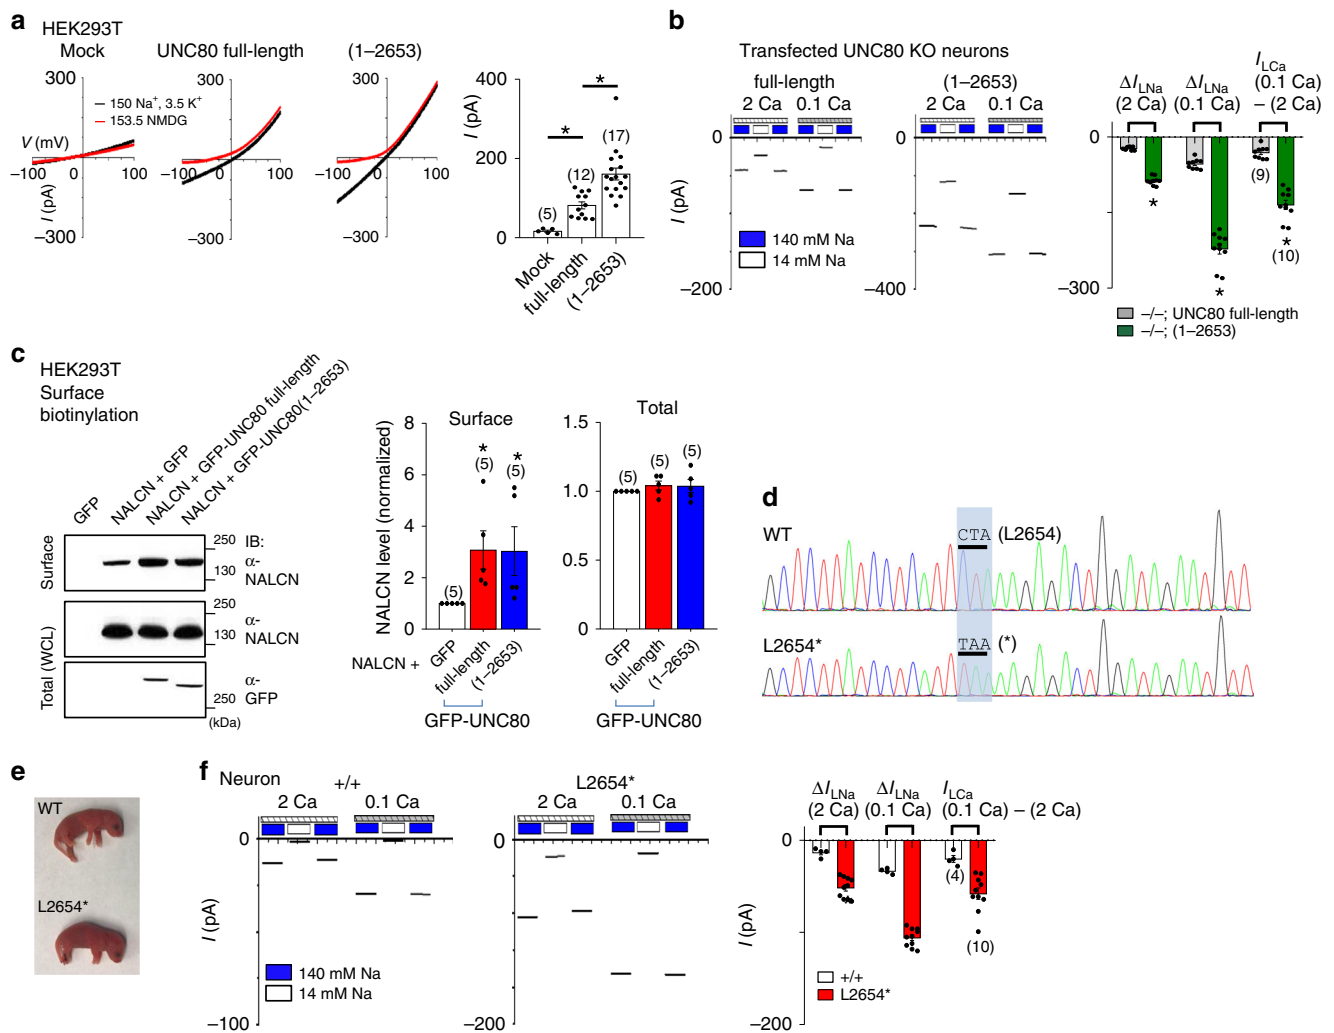 a
HEK293T
Mock
UNC80 full-length
(1–2653)
300
150 Na+, 3.5 K+
153.5 NMDG
V (mV)
–100
100
I (pA)
–300
300
–100
100
–300
300
–100
100
–300
I (pA)
400
200
0
(5)
(12)
(17)
*
*
Mock
full-length
(1–2653)
b
Transfected UNC80 KO neurons
full-length
(1–2653)
2 Ca
0.1 Ca
2 Ca
0.1 Ca
0
I (pA)
–200
0
–400
140 mM Na
14 mM Na
ΔILNa
(2 Ca)
ΔILNa
(0.1 Ca)
ILCa
(0.1 Ca)
– (2 Ca)
0
–300
(9)
(10)
*
*
*
–/–; UNC80 full-length
–/–; (1–2653)
c
HEK293T
Surface
biotinylation
GFP
NALCN + GFP
NALCN + GFP-UNC80 full-length
NALCN + GFP-UNC80(1–2653)
Surface
250
130
IB:
α-
NALCN
Total (WCL)
250
130
α-
NALCN
α-
GFP
250
(kDa)
NALCN level (normalized)
Surface
8
6
4
2
0
(5)
*
(5)
*
(5)
NALCN +
GFP
full-length
(1–2653)
GFP-UNC80
Total
1.5
1.0
0.5
0
(5)
(5)
(5)
GFP
full-length
(1–2653)
GFP-UNC80
d
WT
CTA (L2654)
L2654*
TAA (*)
e
WT
L2654*
f
Neuron
+/+
L2654*
2 Ca
0.1 Ca
2 Ca
0.1 Ca
0
I (pA)
–100
0
–200
140 mM Na
14 mM Na
ΔILNa
(2 Ca)
ΔILNa
(0.1 Ca)
ILCa
(0.1 Ca) – (2 Ca)
0
I (pA)
–200
(4)
(10)
+/+
L2654*